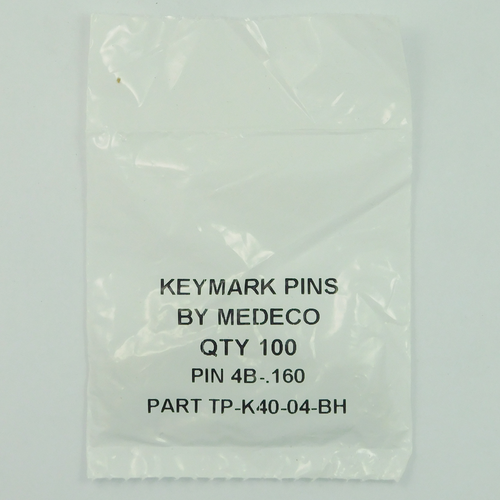 KEYMARK PINS
BY MEDECO
QTY 100
PIN 4B-.160
PART TP-K40-04-BH